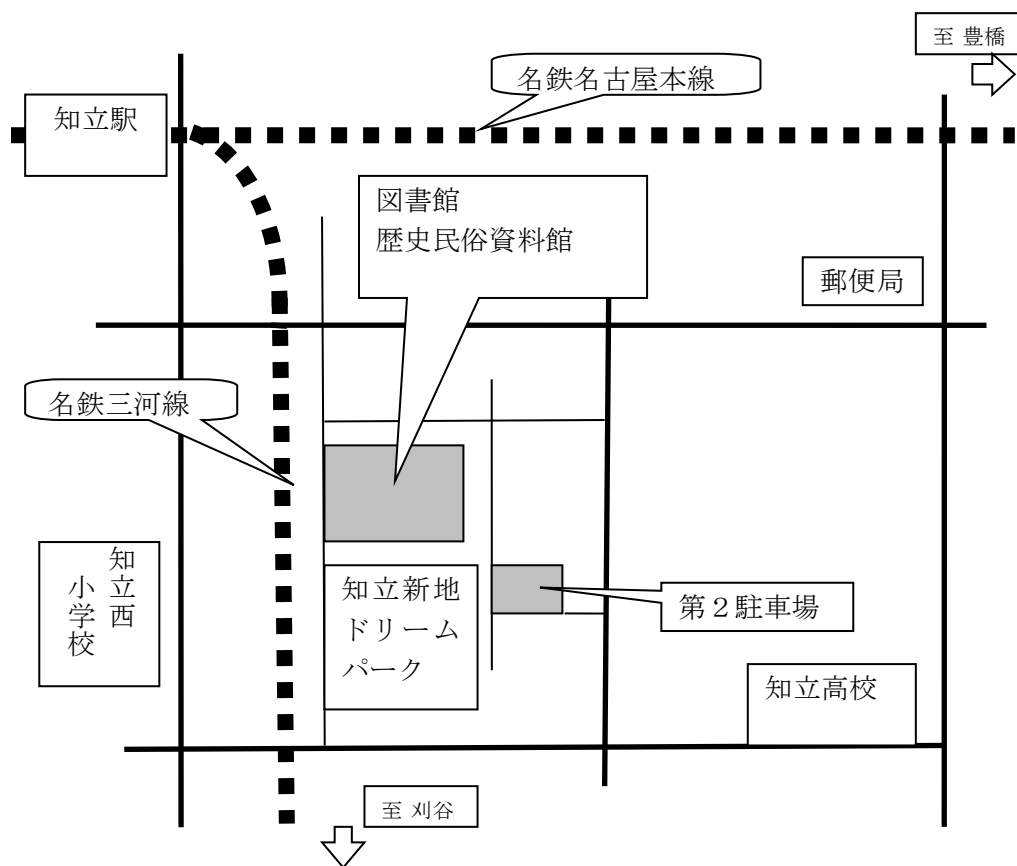 至 豊橋
名鉄名古屋本線
知立駅
図書館
歴史民俗資料館
郵便局
名鉄三河線
知立西
小学校
知立新地
ドリーム
パーク
第２駐車場
知立高校
至 刈谷